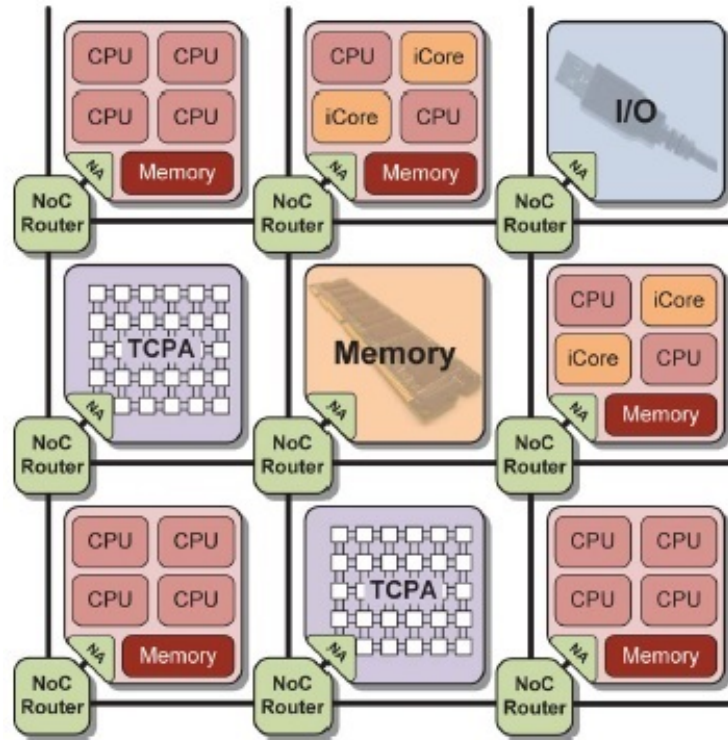 CPU CPU
CPU CPU
NA Memory
NoC
Router
CPU iCore
iCore CPU
NA Memory
NoC
Router
I/O
NA
NoC
Router
TCPA
NA
NoC
Router
Memory
NA
NoC
Router
CPU iCore
iCore CPU
NA Memory
NoC
Router
CPU CPU
CPU CPU
NA Memory
NoC
Router
TCPA
NA
NoC
Router
CPU CPU
CPU CPU
NA Memory
NoC
Router